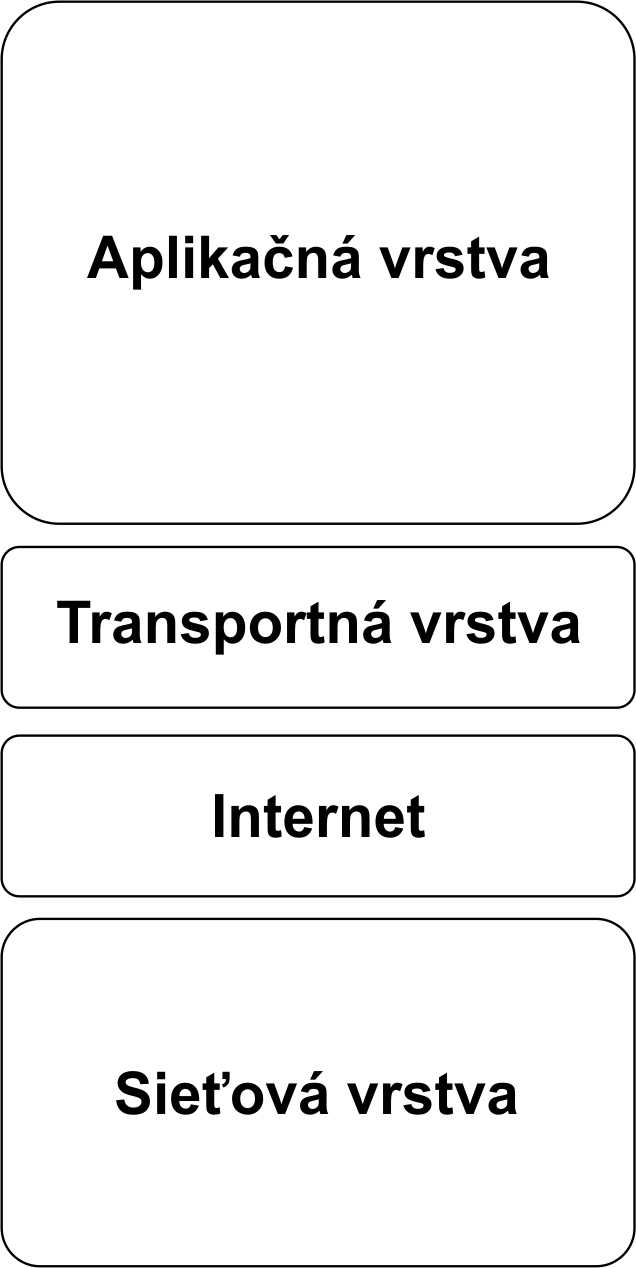 Aplikačná vrstva
Transportná vrstva
Internet
Sieťová vrstva